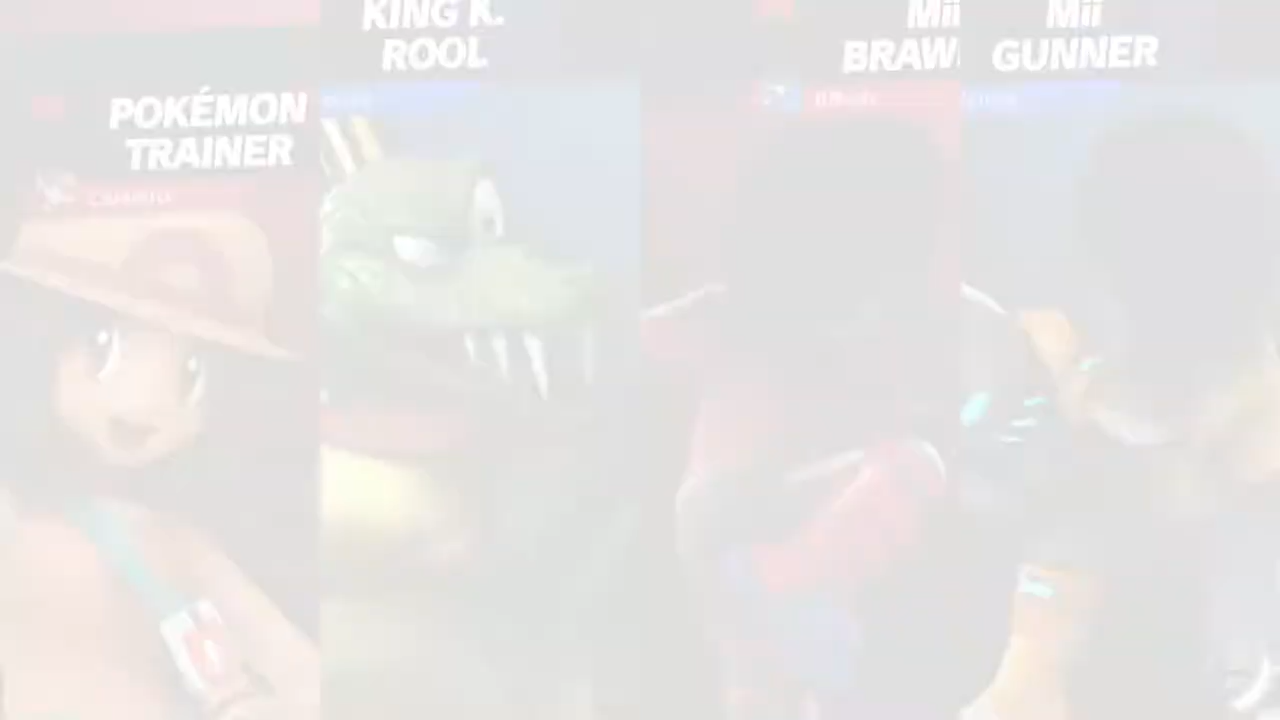 KING K.
ROOL
Mii
BRAW
Mii
GUNNER
POKÉMON
TRAINER